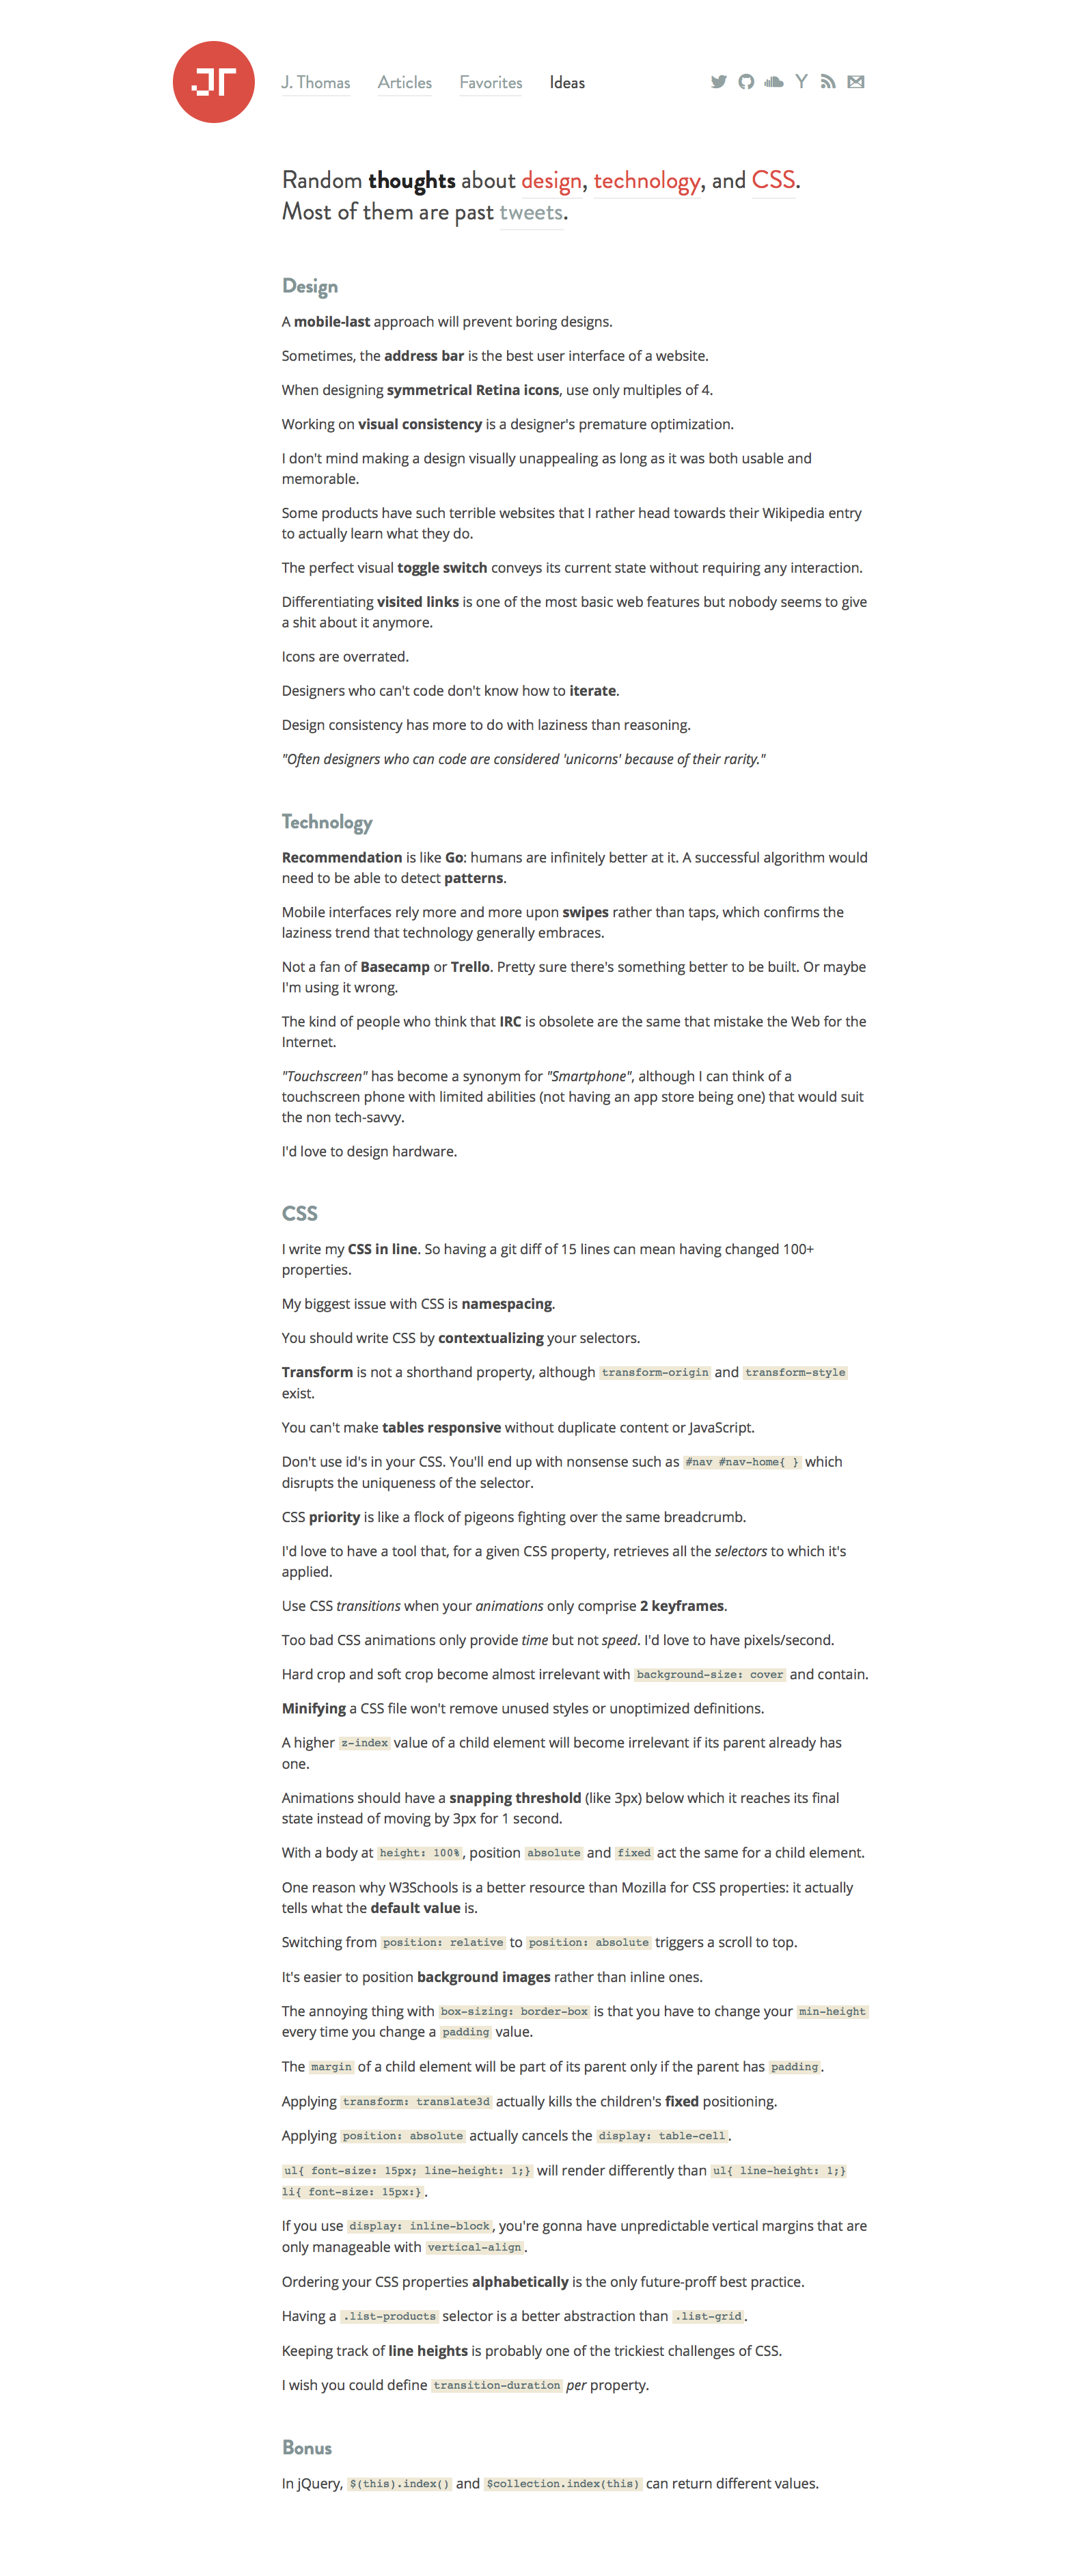 JT
J. Thomas Articles Favorites Ideas
Random thoughts about design, technology, and CSS.
Most of them are past tweets.
Design
A mobile-last approach will prevent boring designs.
Sometimes, the address bar is the best user interface of a website.
When designing symmetrical Retina icons, use only multiples of 4.
Working on visual consistency is a designer's premature optimization.
I don't mind making a design visually unappealing as long as it was both usable and
memorable.
Some products have such terrible websites that I rather head towards their Wikipedia entry
to actually learn what they do.
The perfect visual toggle switch conveys its current state without requiring any interaction.
Differentiating visited links is one of the most basic web features but nobody seems to give
a shit about it anymore.
Icons are overrated.
Designers who can't code don't know how to iterate.
Design consistency has more to do with laziness than reasoning.
"Often designers who can code are considered 'unicorns' because of their rarity."
Technology
Recommendation is like Go: humans are infinitely better at it. A successful algorithm would
need to be able to detect patterns.
Mobile interfaces rely more and more upon swipes rather than taps, which confirms the
laziness trend that technology generally embraces.
Not a fan of Basecamp or Trello. Pretty sure there's something better to be built. Or maybe
I'm using it wrong.
The kind of people who think that IRC is obsolete are the same that mistake the Web for the
Internet.
"Touchscreen" has become a synonym for "Smartphone", although I can think of a
touchscreen phone with limited abilities (not having an app store being one) that would suit
the non tech-savvy.
I'd love to design hardware.
CSS
I write my CSS in line. So having a git diff of 15 lines can mean having changed 100+
properties.
My biggest issue with CSS is namespacing.
You should write CSS by contextualizing your selectors.
Transform is not a shorthand property, although transform-origin and transform-style
exist.
You can't make tables responsive without duplicate content or JavaScript.
Don't use id's in your CSS. You'll end up with nonsense such as #nav #nav-home{ } which
disrupts the uniqueness of the selector.
CSS priority is like a flock of pigeons fighting over the same breadcrumb.
I'd love to have a tool that, for a given CSS property, retrieves all the selectors to which it's
applied.
Use CSS transitions when your animations only comprise 2 keyframes.
Too bad CSS animations only provide time but not speed. I'd love to have pixels/second.
Hard crop and soft crop become almost irrelevant with background-size: cover and contain.
Minifying a CSS file won't remove unused styles or unoptimized definitions.
A higher z-index value of a child element will become irrelevant if its parent already has
one.
Animations should have a snapping threshold (like 3px) below which it reaches its final
state instead of moving by 3px for 1 second.
With a body at height: 100%, position absolute and fixed act the same for a child element.
One reason why W3Schools is a better resource than Mozilla for CSS properties: it actually
tells what the default value is.
Switching from position: relative to position: absolute triggers a scroll to top.
It's easier to position background images rather than inline ones.
The annoying thing with box-sizing: border-box is that you have to change your min-height
every time you change a padding value.
The margin of a child element will be part of its parent only if the parent has padding.
Applying transform: translate3d actually kills the children's fixed positioning.
Applying position: absolute actually cancels the display: table-cell.
ul{ font-size: 15px; line-height: 1;} will render differently than ul{ line-height: 1;}
li{ font-size: 15px:}.
If you use display: inline-block, you're gonna have unpredictable vertical margins that are
only manageable with vertical-align.
Ordering your CSS properties alphabetically is the only future-proff best practice.
Having a .list-products selector is a better abstraction than .list-grid.
Keeping track of line heights is probably one of the trickiest challenges of CSS.
I wish you could define transition-duration per property.
Bonus
In jQuery, $(this).index() and $collection.index(this) can return different values.